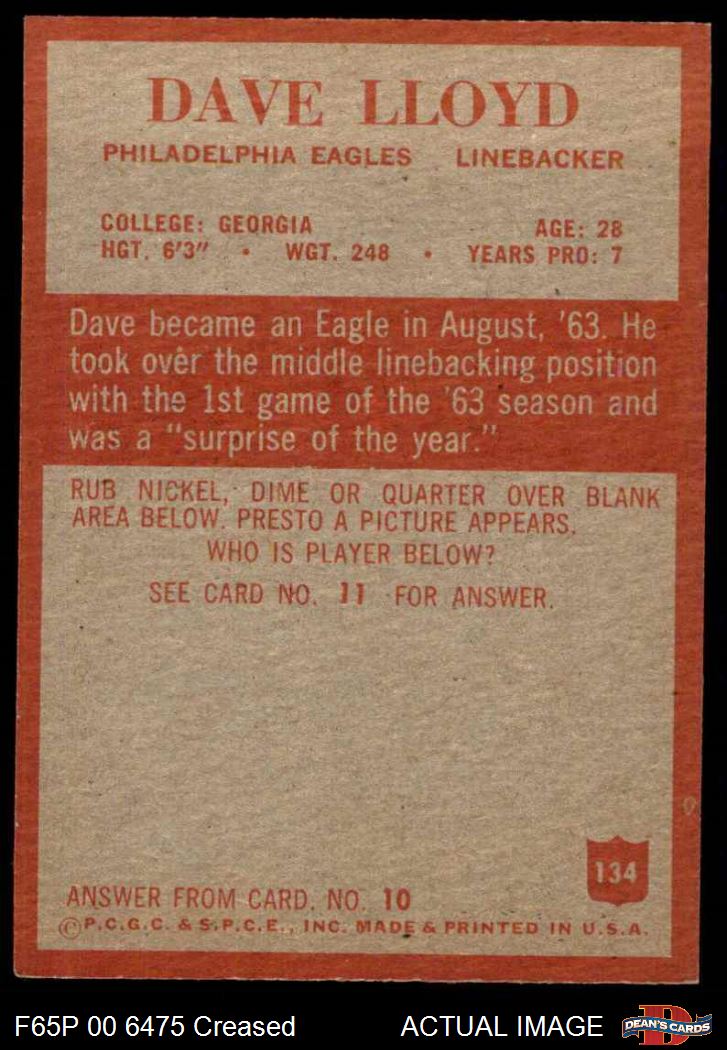 DAVE LLOYD
PHILADELPHIA EAGLES LINEBACKER
COLLEGE: GEORGIA AGE: 28
HGT. 6'3" • WGT. 248 • YEARS PRO: 7
Dave became an Eagle in August, '63. He
took over the middle linebacking position
with the 1st game of the '63 season and
was a "surprise of the year."
RUB NICKEL, DIME OR QUARTER OVER BLANK
AREA BELOW. PRESTO A PICTURE APPEARS.
WHO IS PLAYER BELOW?
SEE CARD NO. 11 FOR ANSWER.
134
ANSWER FROM CARD. NO. 10
©P.C.G.C. & S.P.C.E., INC. MADE & PRINTED IN U.S.A.
F65P 00 6475 Creased ACTUAL IMAGE
D
DEAN'S CARDS